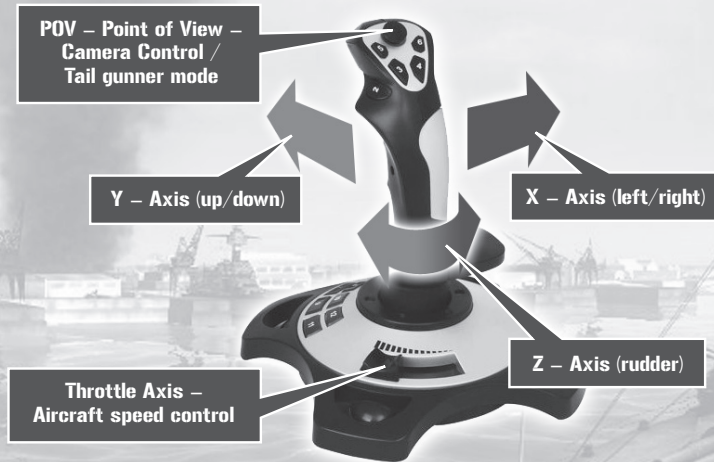 POV – Point of View –
Camera Control /
Tail gunner mode
Y – Axis (up/down)
X – Axis (left/right)
Z – Axis (rudder)
Throttle Axis –
Aircraft speed control